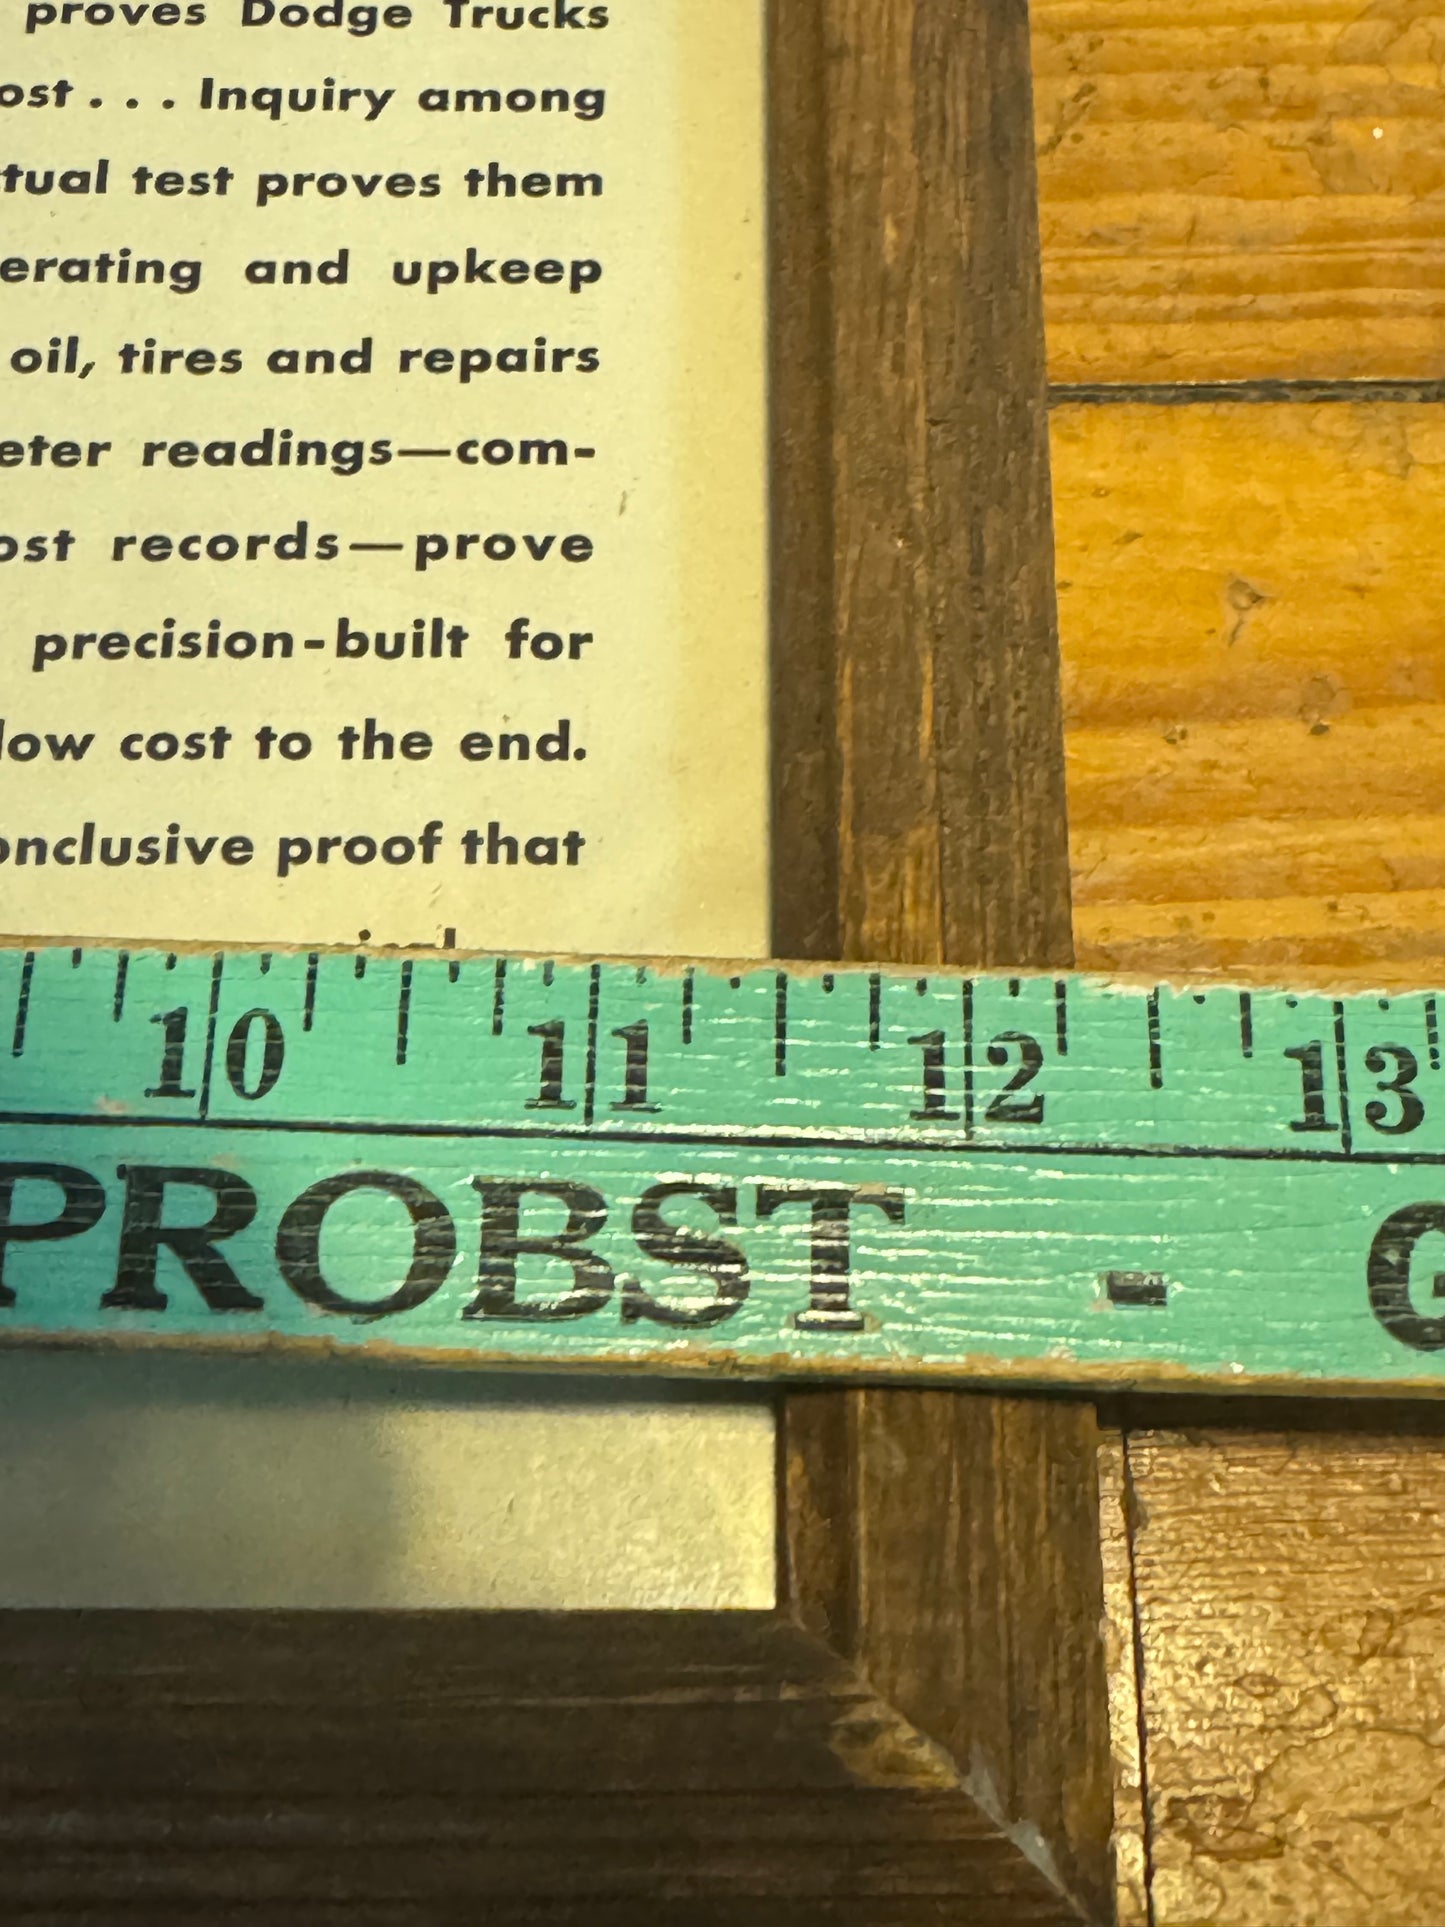 proves Dodge Trucks
ost... Inquiry among
tual test proves them
erating and upkeep
oil, tires and repairs
eter readings—com-
ost records—prove
precision-built for
low cost to the end.
onclusive proof that
10 11 12 13
PROBST - G